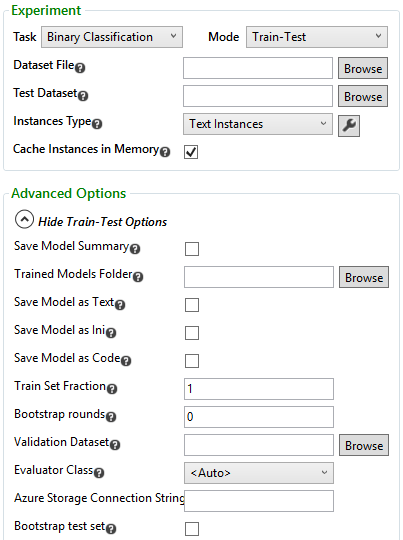 Experiment
Task Binary Classification Mode Train-Test
Dataset File Browse
Test Dataset Browse
Instances Type Text Instances
Cache Instances in Memory
Advanced Options
Hide Train-Test Options
Save Model Summary
Trained Models Folder Browse
Save Model as Text
Save Model as Ini
Save Model as Code
Train Set Fraction 1
Bootstrap rounds 0
Validation Dataset Browse
Evaluator Class <Auto>
Azure Storage Connection String
Bootstrap test set